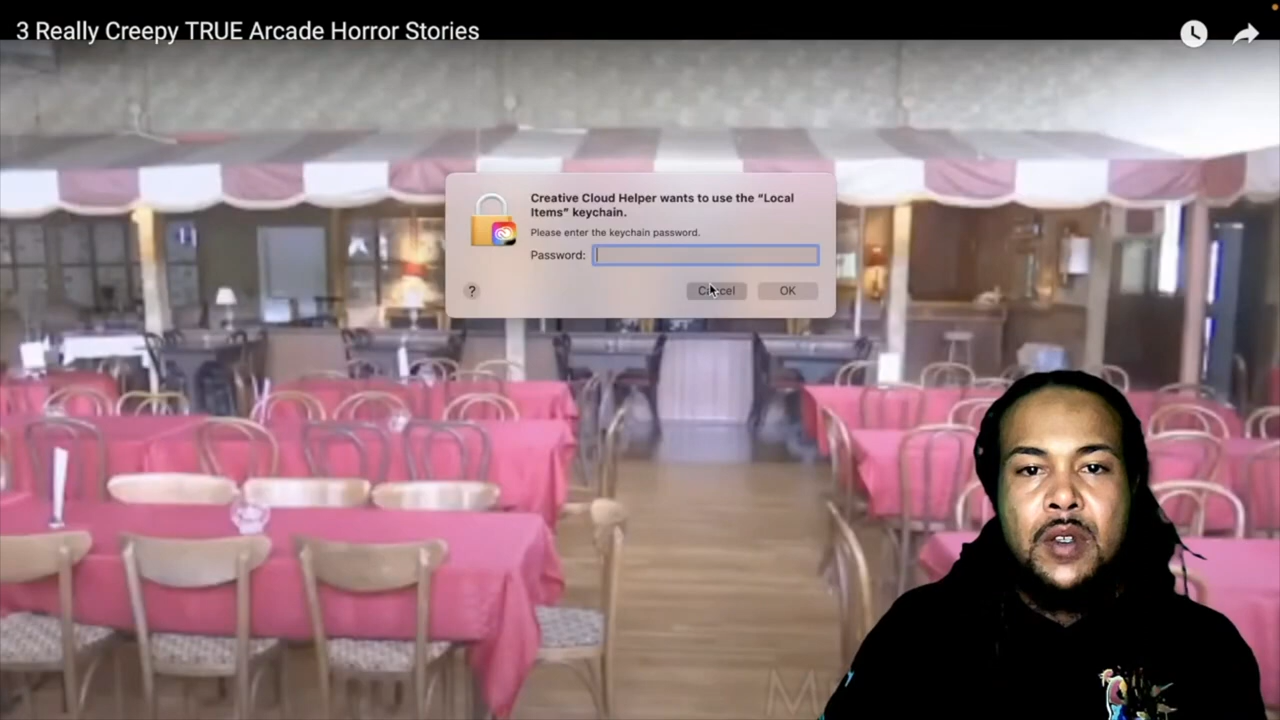 3 Really Creepy TRUE Arcade Horror Stories
Creative Cloud Helper wants to use the “Local
Items” keychain.
Please enter the keychain password.
Password:
?
Cancel
OK